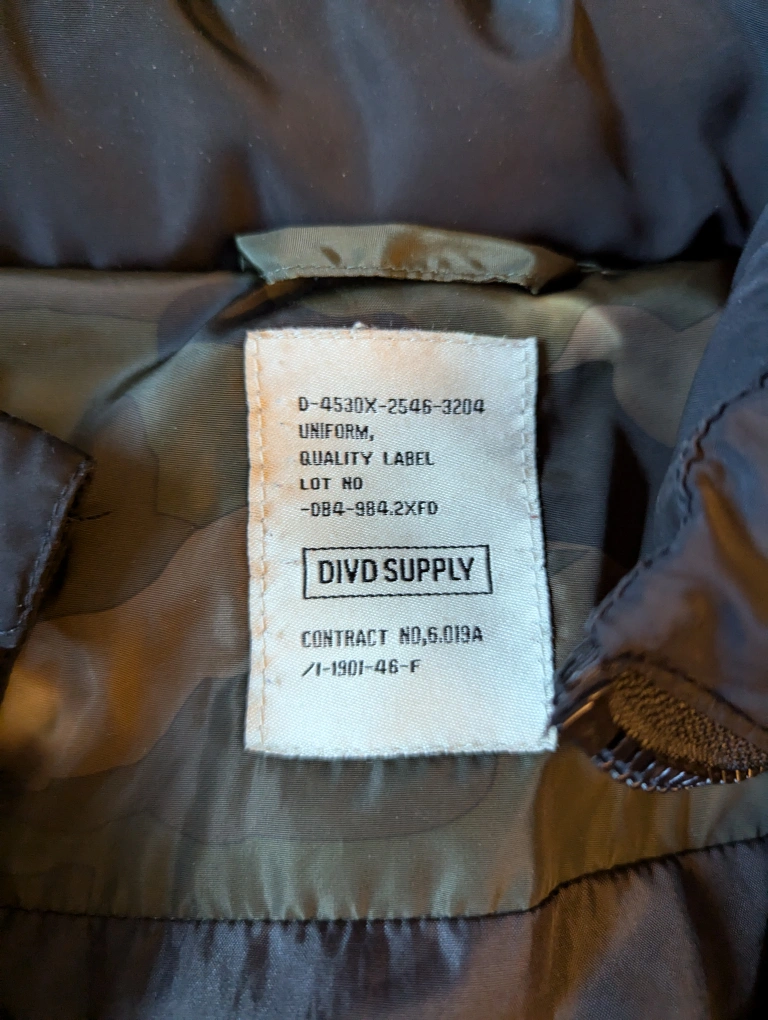 D-4530X-2546-3204
UNIFORM,
QUALITY LABEL
LOT NO
-DB4-984.2XFD
DIVD SUPPLY
CONTRACT NO,6.019A
/1-1901-46-F